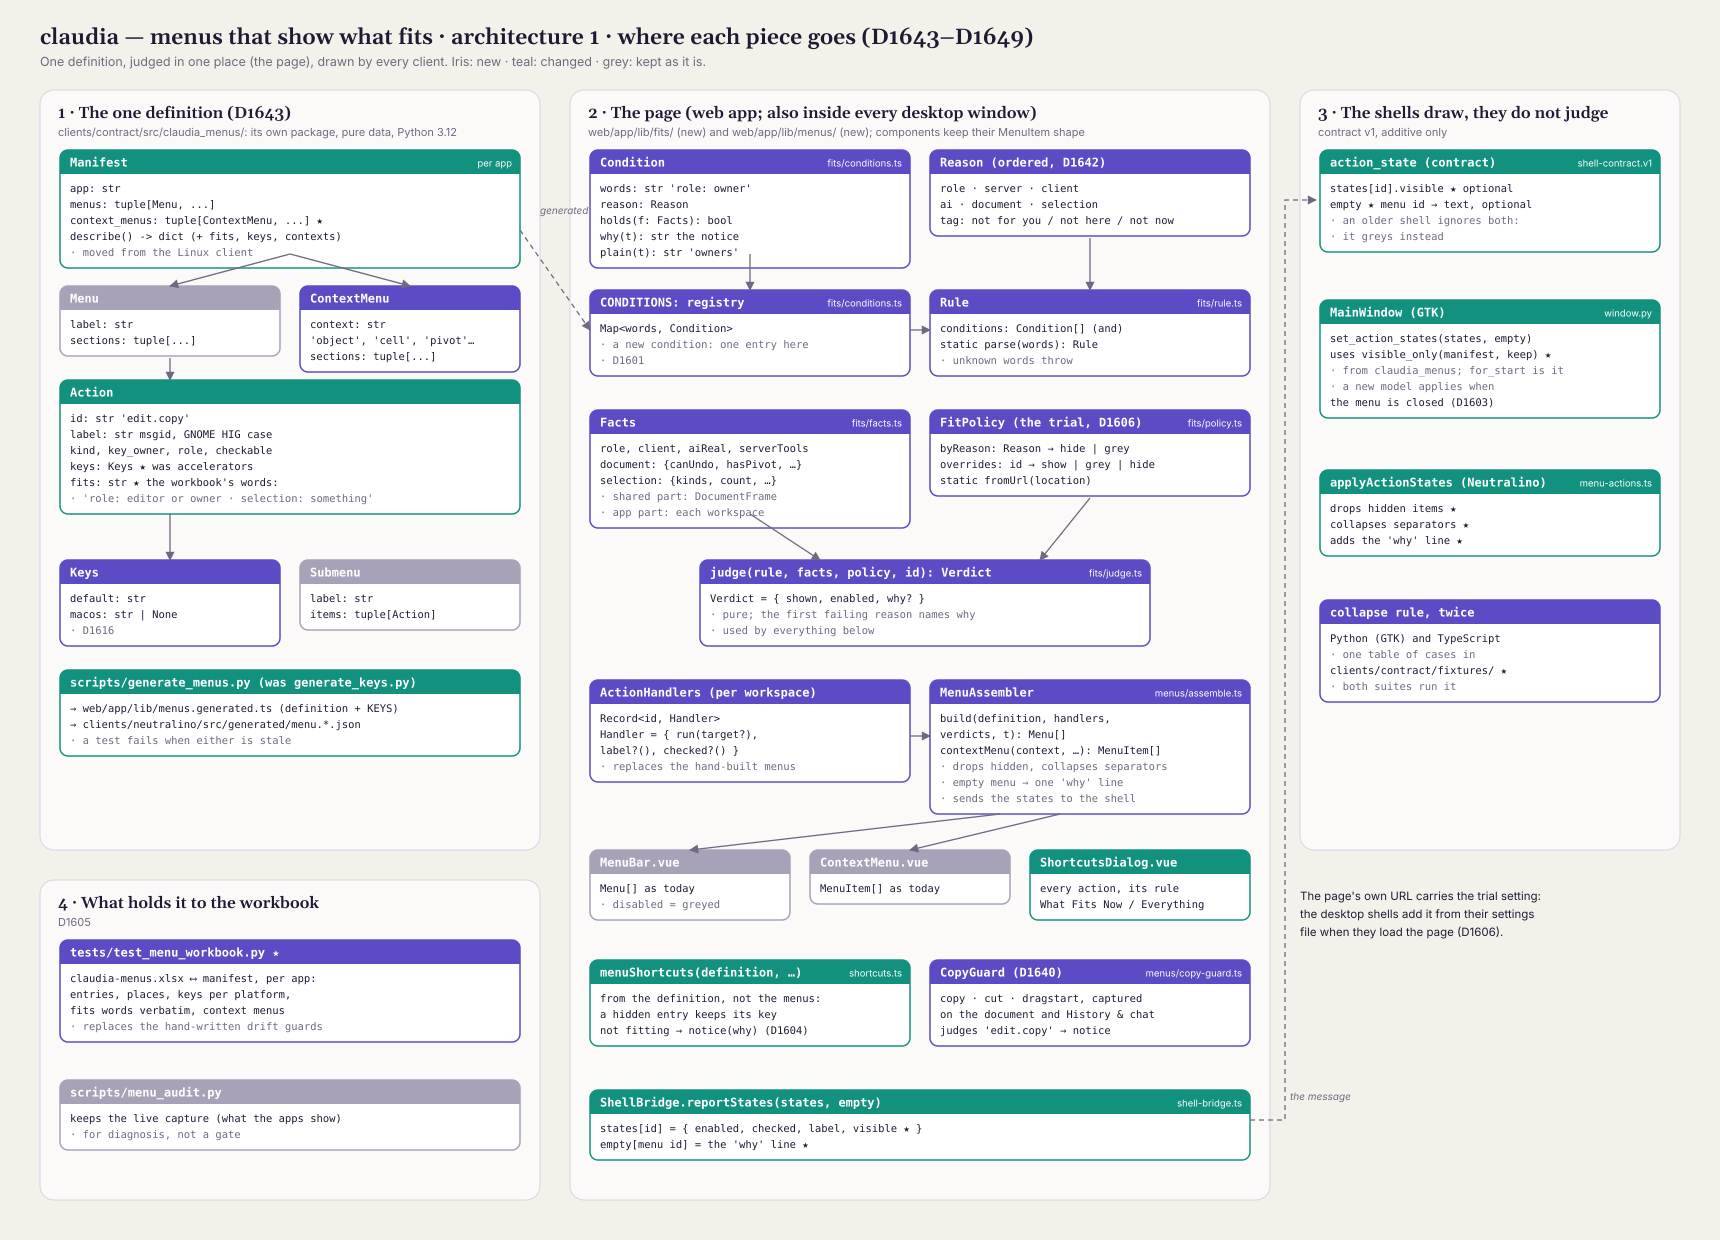 claudia — menus that show what fits · architecture 1 · where each piece goes (D1643–D1649)
One definition, judged in one place (the page), drawn by every client. Iris: new · teal: changed · grey: kept as it is.
1 · The one definition (D1643)
clients/contract/src/claudia_menus/: its own package, pure data, Python 3.12
Manifest
per app
app: str
menus: tuple[Menu, ...]
context_menus: tuple[ContextMenu, ...] ★
describe() -> dict (+ fits, keys, contexts)
· moved from the Linux client
Menu
label: str
sections: tuple[...]
ContextMenu
context: str
'object', 'cell', 'pivot'…
sections: tuple[...]
Action
id: str 'edit.copy'
label: str msgid, GNOME HIG case
kind, key_owner, role, checkable
keys: Keys ★ was accelerators
fits: str ★ the workbook's words:
· 'role: editor or owner · selection: something'
Keys
default: str
macos: str | None
· D1616
Submenu
label: str
items: tuple[Action]
scripts/generate_menus.py (was generate_keys.py)
→ web/app/lib/menus.generated.ts (definition + KEYS)
→ clients/neutralino/src/generated/menu.*.json
· a test fails when either is stale
generated
2 · The page (web app; also inside every desktop window)
web/app/lib/fits/ (new) and web/app/lib/menus/ (new); components keep their MenuItem shape
Condition
fits/conditions.ts
words: str 'role: owner'
reason: Reason
holds(f: Facts): bool
why(t): str the notice
plain(t): str 'owners'
Reason (ordered, D1642)
role · server · client
ai · document · selection
tag: not for you / not here / not now
CONDITIONS: registry
fits/conditions.ts
Map<words, Condition>
· a new condition: one entry here
· D1601
Rule
fits/rule.ts
conditions: Condition[] (and)
static parse(words): Rule
· unknown words throw
Facts
fits/facts.ts
role, client, aiReal, serverTools
document: {canUndo, hasPivot, …}
selection: {kinds, count, …}
· shared part: DocumentFrame
· app part: each workspace
FitPolicy (the trial, D1606)
fits/policy.ts
byReason: Reason → hide | grey
overrides: id → show | grey | hide
static fromUrl(location)
judge(rule, facts, policy, id): Verdict
fits/judge.ts
Verdict = { shown, enabled, why? }
· pure; the first failing reason names why
· used by everything below
ActionHandlers (per workspace)
Record<id, Handler>
Handler = { run(target?),
label?(), checked?() }
· replaces the hand-built menus
MenuAssembler
menus/assemble.ts
build(definition, handlers,
verdicts, t): Menu[]
contextMenu(context, …): MenuItem[]
· drops hidden, collapses separators
· empty menu → one 'why' line
· sends the states to the shell
MenuBar.vue
Menu[] as today
· disabled = greyed
ContextMenu.vue
MenuItem[] as today
ShortcutsDialog.vue
every action, its rule
What Fits Now / Everything
menuShortcuts(definition, …)
shortcuts.ts
from the definition, not the menus:
a hidden entry keeps its key
not fitting → notice(why) (D1604)
CopyGuard (D1640)
menus/copy-guard.ts
copy · cut · dragstart, captured
on the document and History & chat
judges 'edit.copy' → notice
ShellBridge.reportStates(states, empty)
shell-bridge.ts
states[id] = { enabled, checked, label, visible ★ }
empty[menu id] = the 'why' line ★
the message
3 · The shells draw, they do not judge
contract v1, additive only
action_state (contract)
shell-contract.v1
states[id].visible ★ optional
empty ★ menu id → text, optional
· an older shell ignores both:
· it greys instead
MainWindow (GTK)
window.py
set_action_states(states, empty)
uses visible_only(manifest, keep) ★
· from claudia_menus; for_start is it
· a new model applies when
the menu is closed (D1603)
applyActionStates (Neutralino)
menu-actions.ts
drops hidden items ★
collapses separators ★
adds the 'why' line ★
collapse rule, twice
Python (GTK) and TypeScript
· one table of cases in
clients/contract/fixtures/ ★
· both suites run it
The page's own URL carries the trial setting:
the desktop shells add it from their settings
file when they load the page (D1606).
4 · What holds it to the workbook
D1605
tests/test_menu_workbook.py ★
claudia-menus.xlsx ↔ manifest, per app:
entries, places, keys per platform,
fits words verbatim, context menus
· replaces the hand-written drift guards
scripts/menu_audit.py
keeps the live capture (what the apps show)
· for diagnosis, not a gate